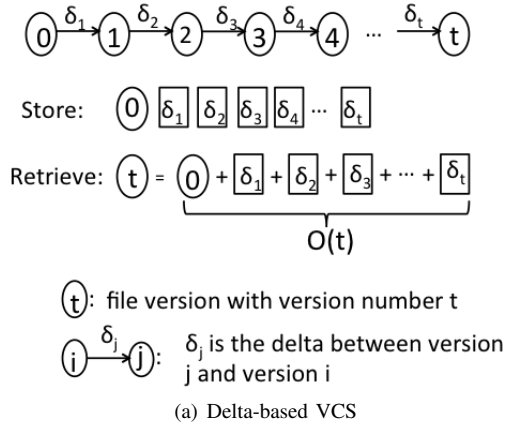 δ₁ δ₂ δ₃ δ₄ δₜ
0 1 2 3 4 ... t
Store: 0 δ₁ δ₂ δ₃ δ₄ ... δₜ
Retrieve: t = 0 + δ₁ + δ₂ + δ₃ + ... + δₜ
O(t)
t: file version with version number t
δⱼ
i j: δⱼ is the delta between version
j and version i
(a) Delta-based VCS